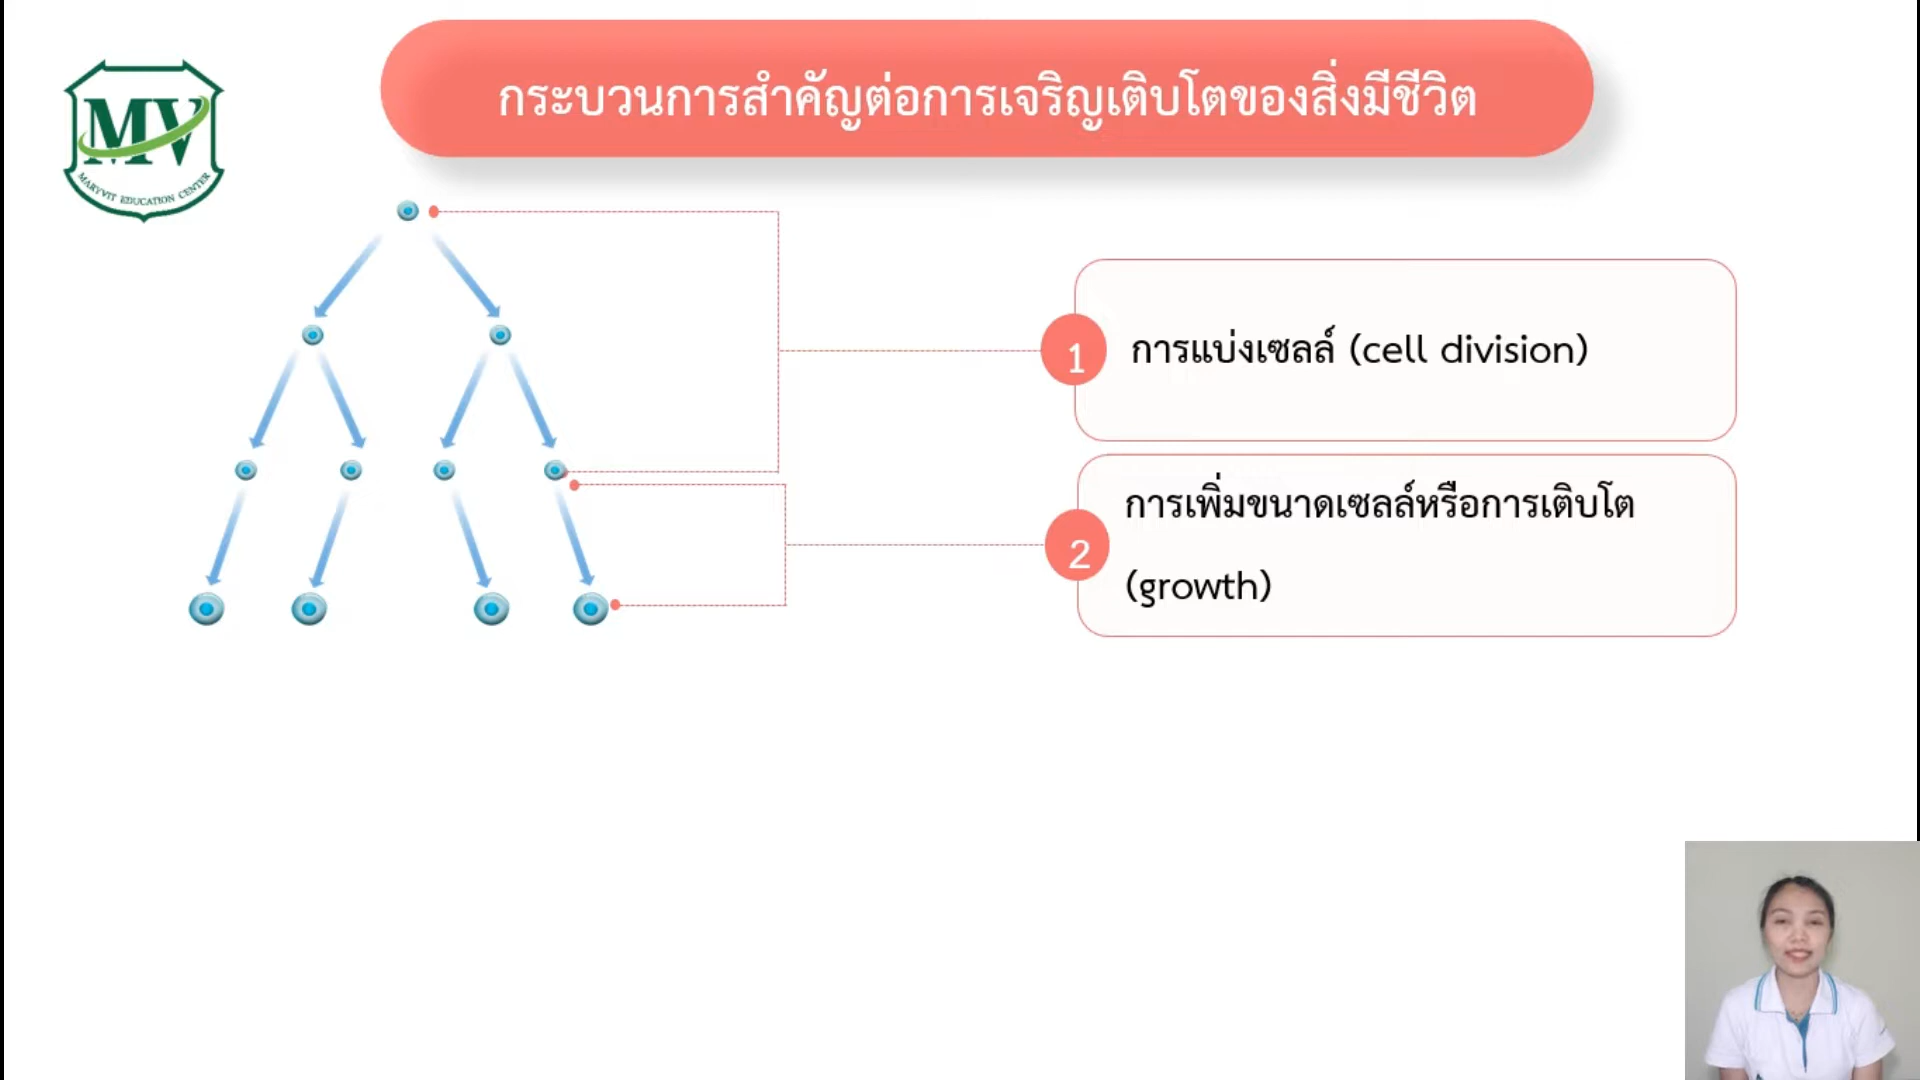 กระบวนการสำคัญต่อการเจริญเติบโตของสิ่งมีชีวิต
MV
MARYVIT EDUCATION CENTER
1
การแบ่งเซลล์ (cell division)
2
การเพิ่มขนาดเซลล์หรือการเติบโต
(growth)